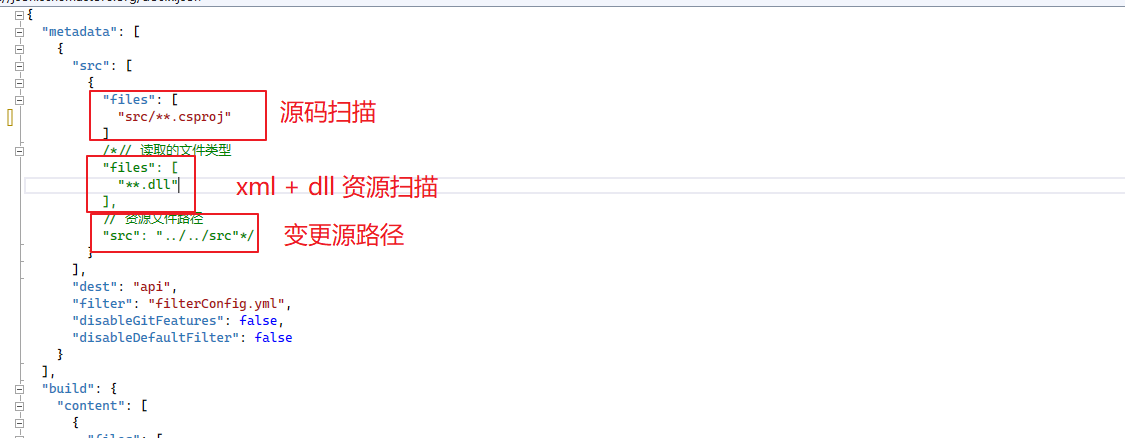 {
"metadata": [
{
"src": [
{
"files": [
"src/**.csproj"
]
源码扫描
/*// 读取的文件类型
"files": [
"**.dll"
],
xml + dll 资源扫描
// 资源文件路径
"src": "../../src"*/
变更源路径
}
],
"dest": "api",
"filter": "filterConfig.yml",
"disableGitFeatures": false,
"disableDefaultFilter": false
}
],
"build": {
"content": [
{